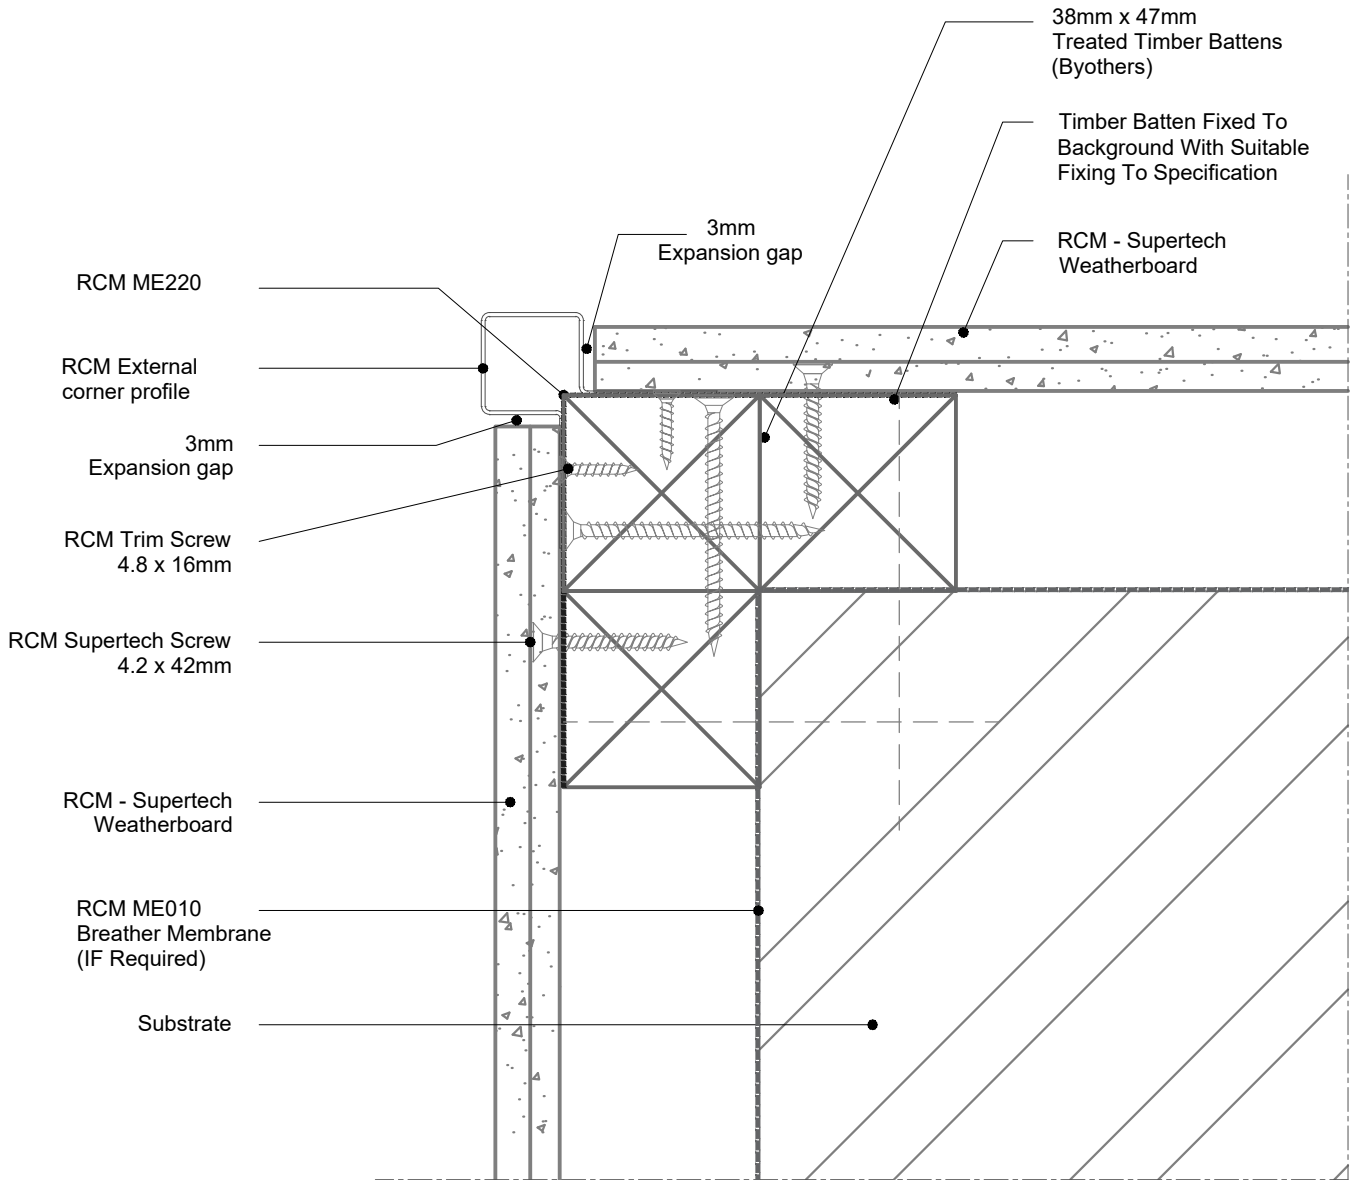 38mm x 47mm
Treated Timber Battens
(Byothers)
Timber Batten Fixed To
Background With Suitable
Fixing To Specification
3mm
Expansion gap
RCM - Supertech
Weatherboard
RCM ME220
RCM External
corner profile
3mm
Expansion gap
RCM Trim Screw
4.8 x 16mm
RCM Supertech Screw
4.2 x 42mm
RCM - Supertech
Weatherboard
RCM ME010
Breather Membrane
(IF Required)
Substrate